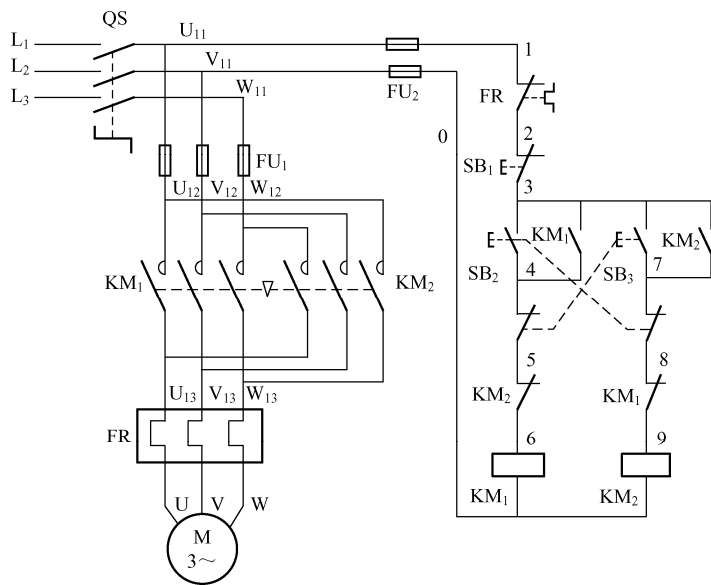 QS
L₁
U₁₁
1
L₂
V₁₁
L₃
W₁₁
FU₂
FR
0
2
FU₁
SB₁
U₁₂ V₁₂ W₁₂
3
KM₁
KM₂
SB₂
4
SB₃
7
KM₁
KM₂
5
8
U₁₃ V₁₃ W₁₃
KM₂
KM₁
FR
6
9
KM₁
KM₂
U V W
M
3～